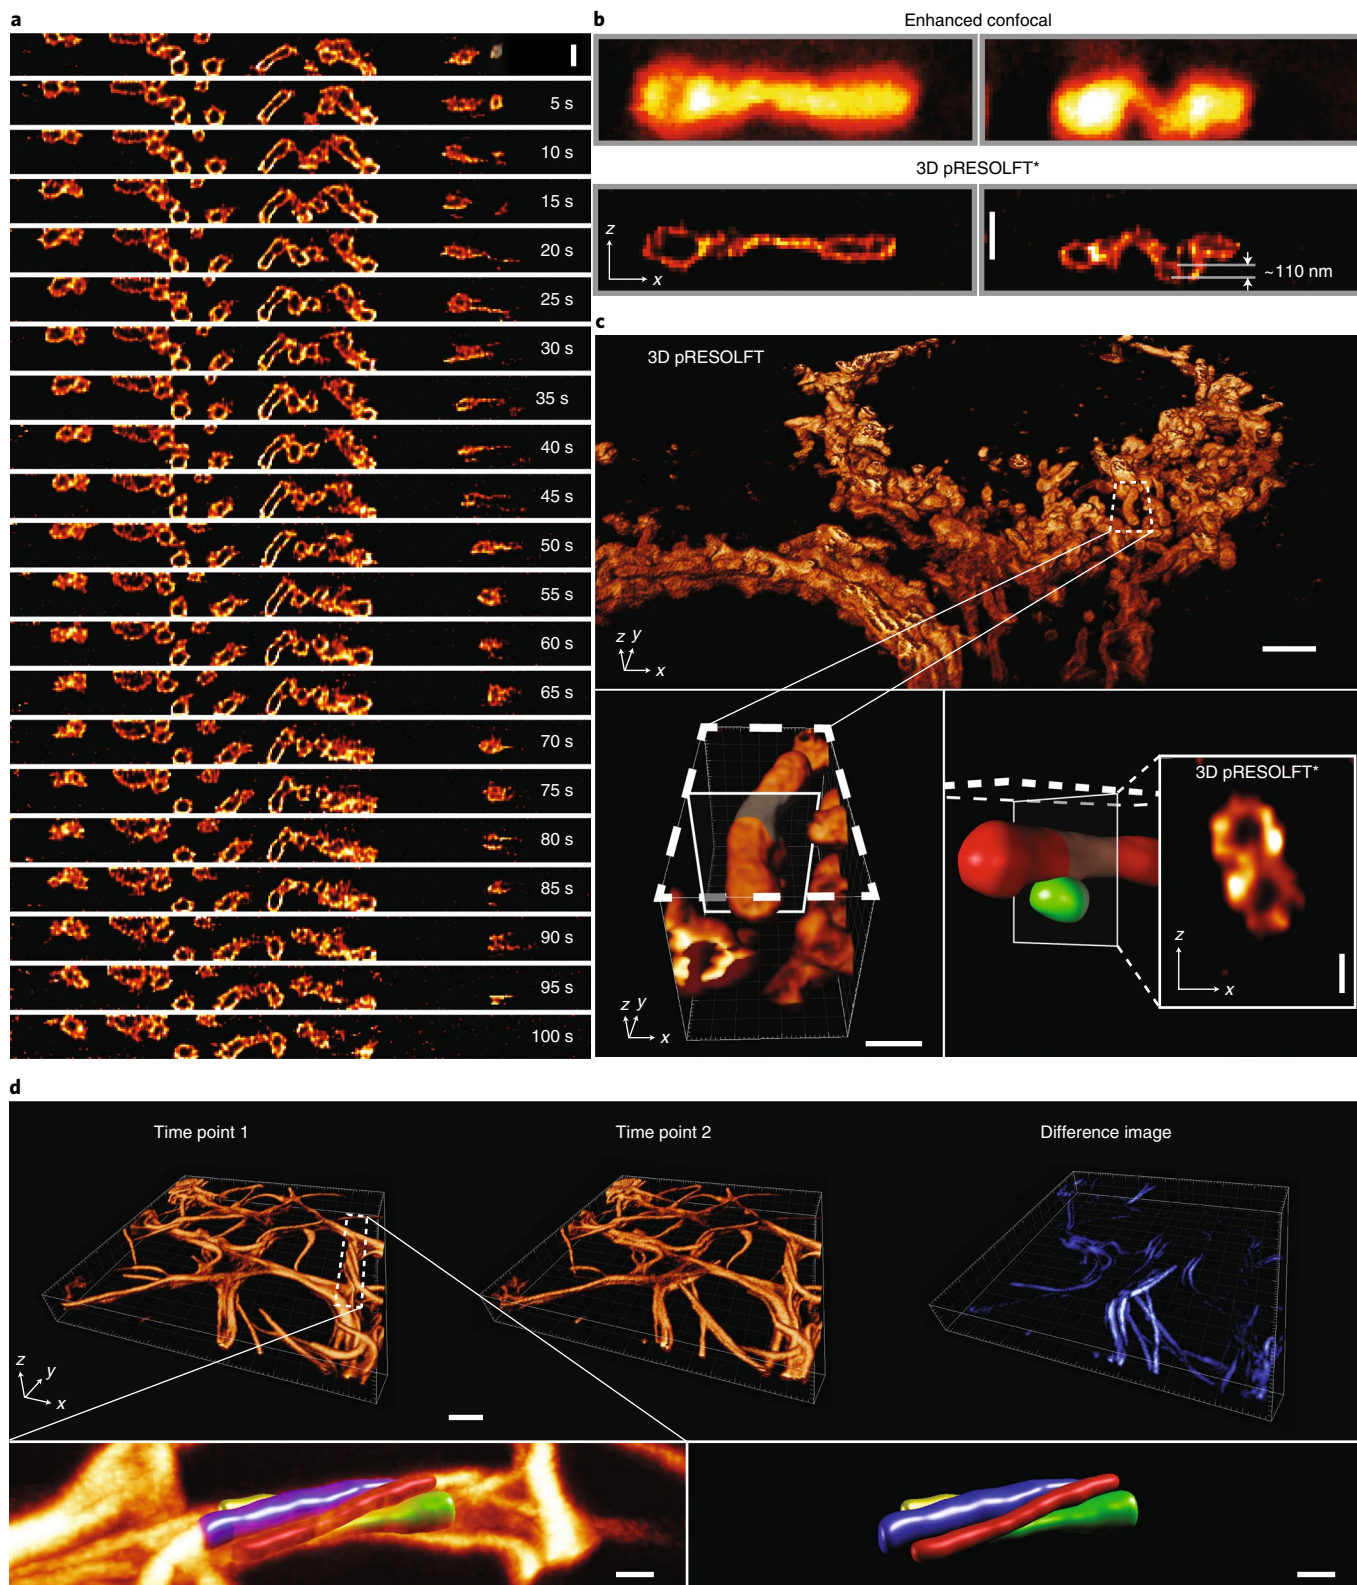 a
5 s
10 s
15 s
20 s
25 s
30 s
35 s
40 s
45 s
50 s
55 s
60 s
65 s
70 s
75 s
80 s
85 s
90 s
95 s
100 s
b
Enhanced confocal
3D pRESOLFT*
z
x
~110 nm
c
3D pRESOLFT
z y
x
z y
x
3D pRESOLFT*
z
x
d
Time point 1
Time point 2
Difference image
z
y
x